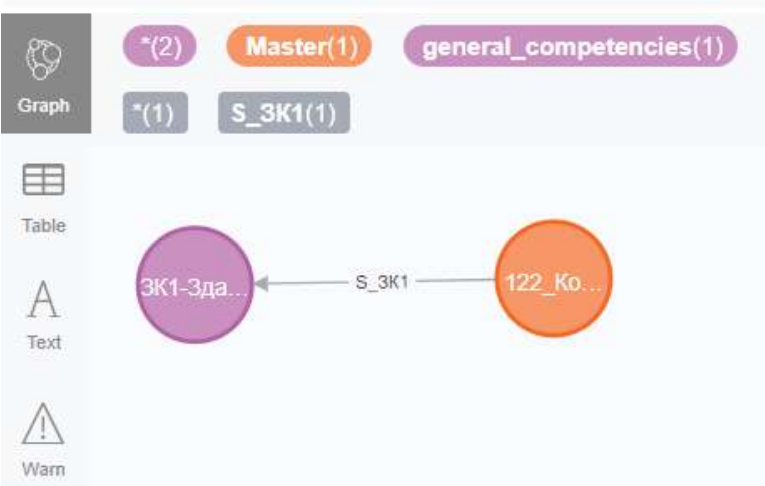 *(2) Master(1) general_competencies(1)
*(1) S_ЗК1(1)
Graph
Table
Text
Warn
ЗК1-Зда... S_ЗК1 122_Ко...